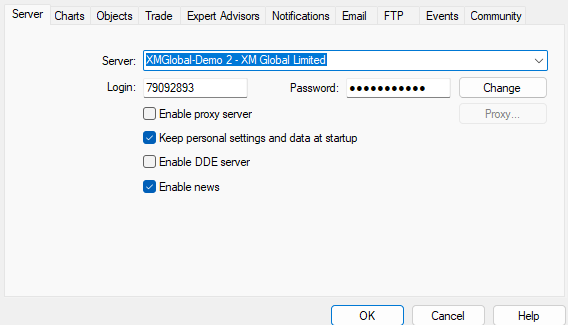 Server Charts Objects Trade Expert Advisors Notifications Email FTP Events Community
Server: XMGlobal-Demo 2 - XM Global Limited
Login: 79092893 Password: ●●●●●●●●●●● Change
Enable proxy server Proxy...
Keep personal settings and data at startup
Enable DDE server
Enable news
OK Cancel Help